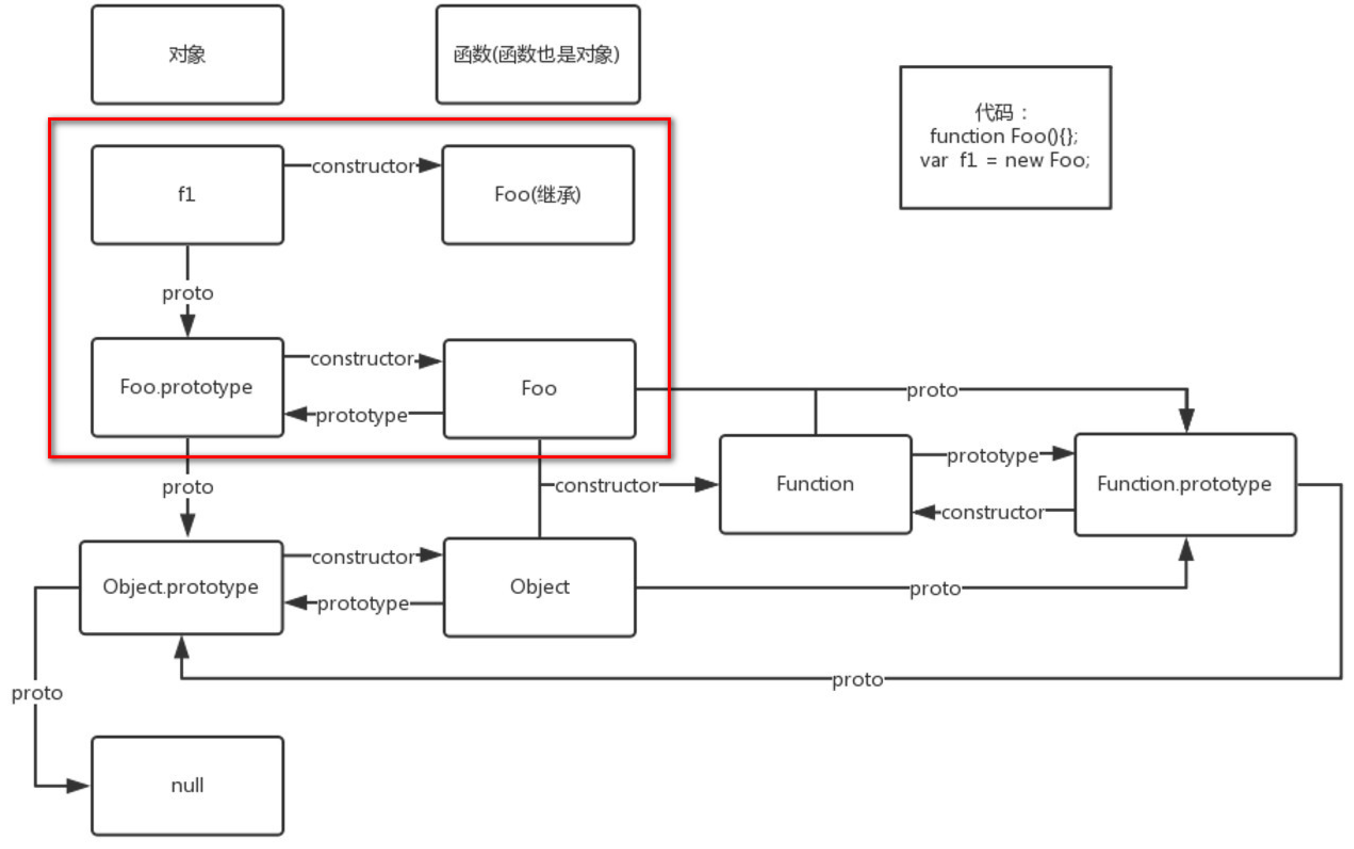 对象
函数(函数也是对象)
代码：
function Foo(){};
var f1 = new Foo;
f1
constructor
Foo(继承)
proto
Foo.prototype
constructor
prototype
Foo
proto
proto
constructor
Function
prototype
constructor
Function.prototype
Object.prototype
constructor
prototype
Object
proto
proto
proto
null